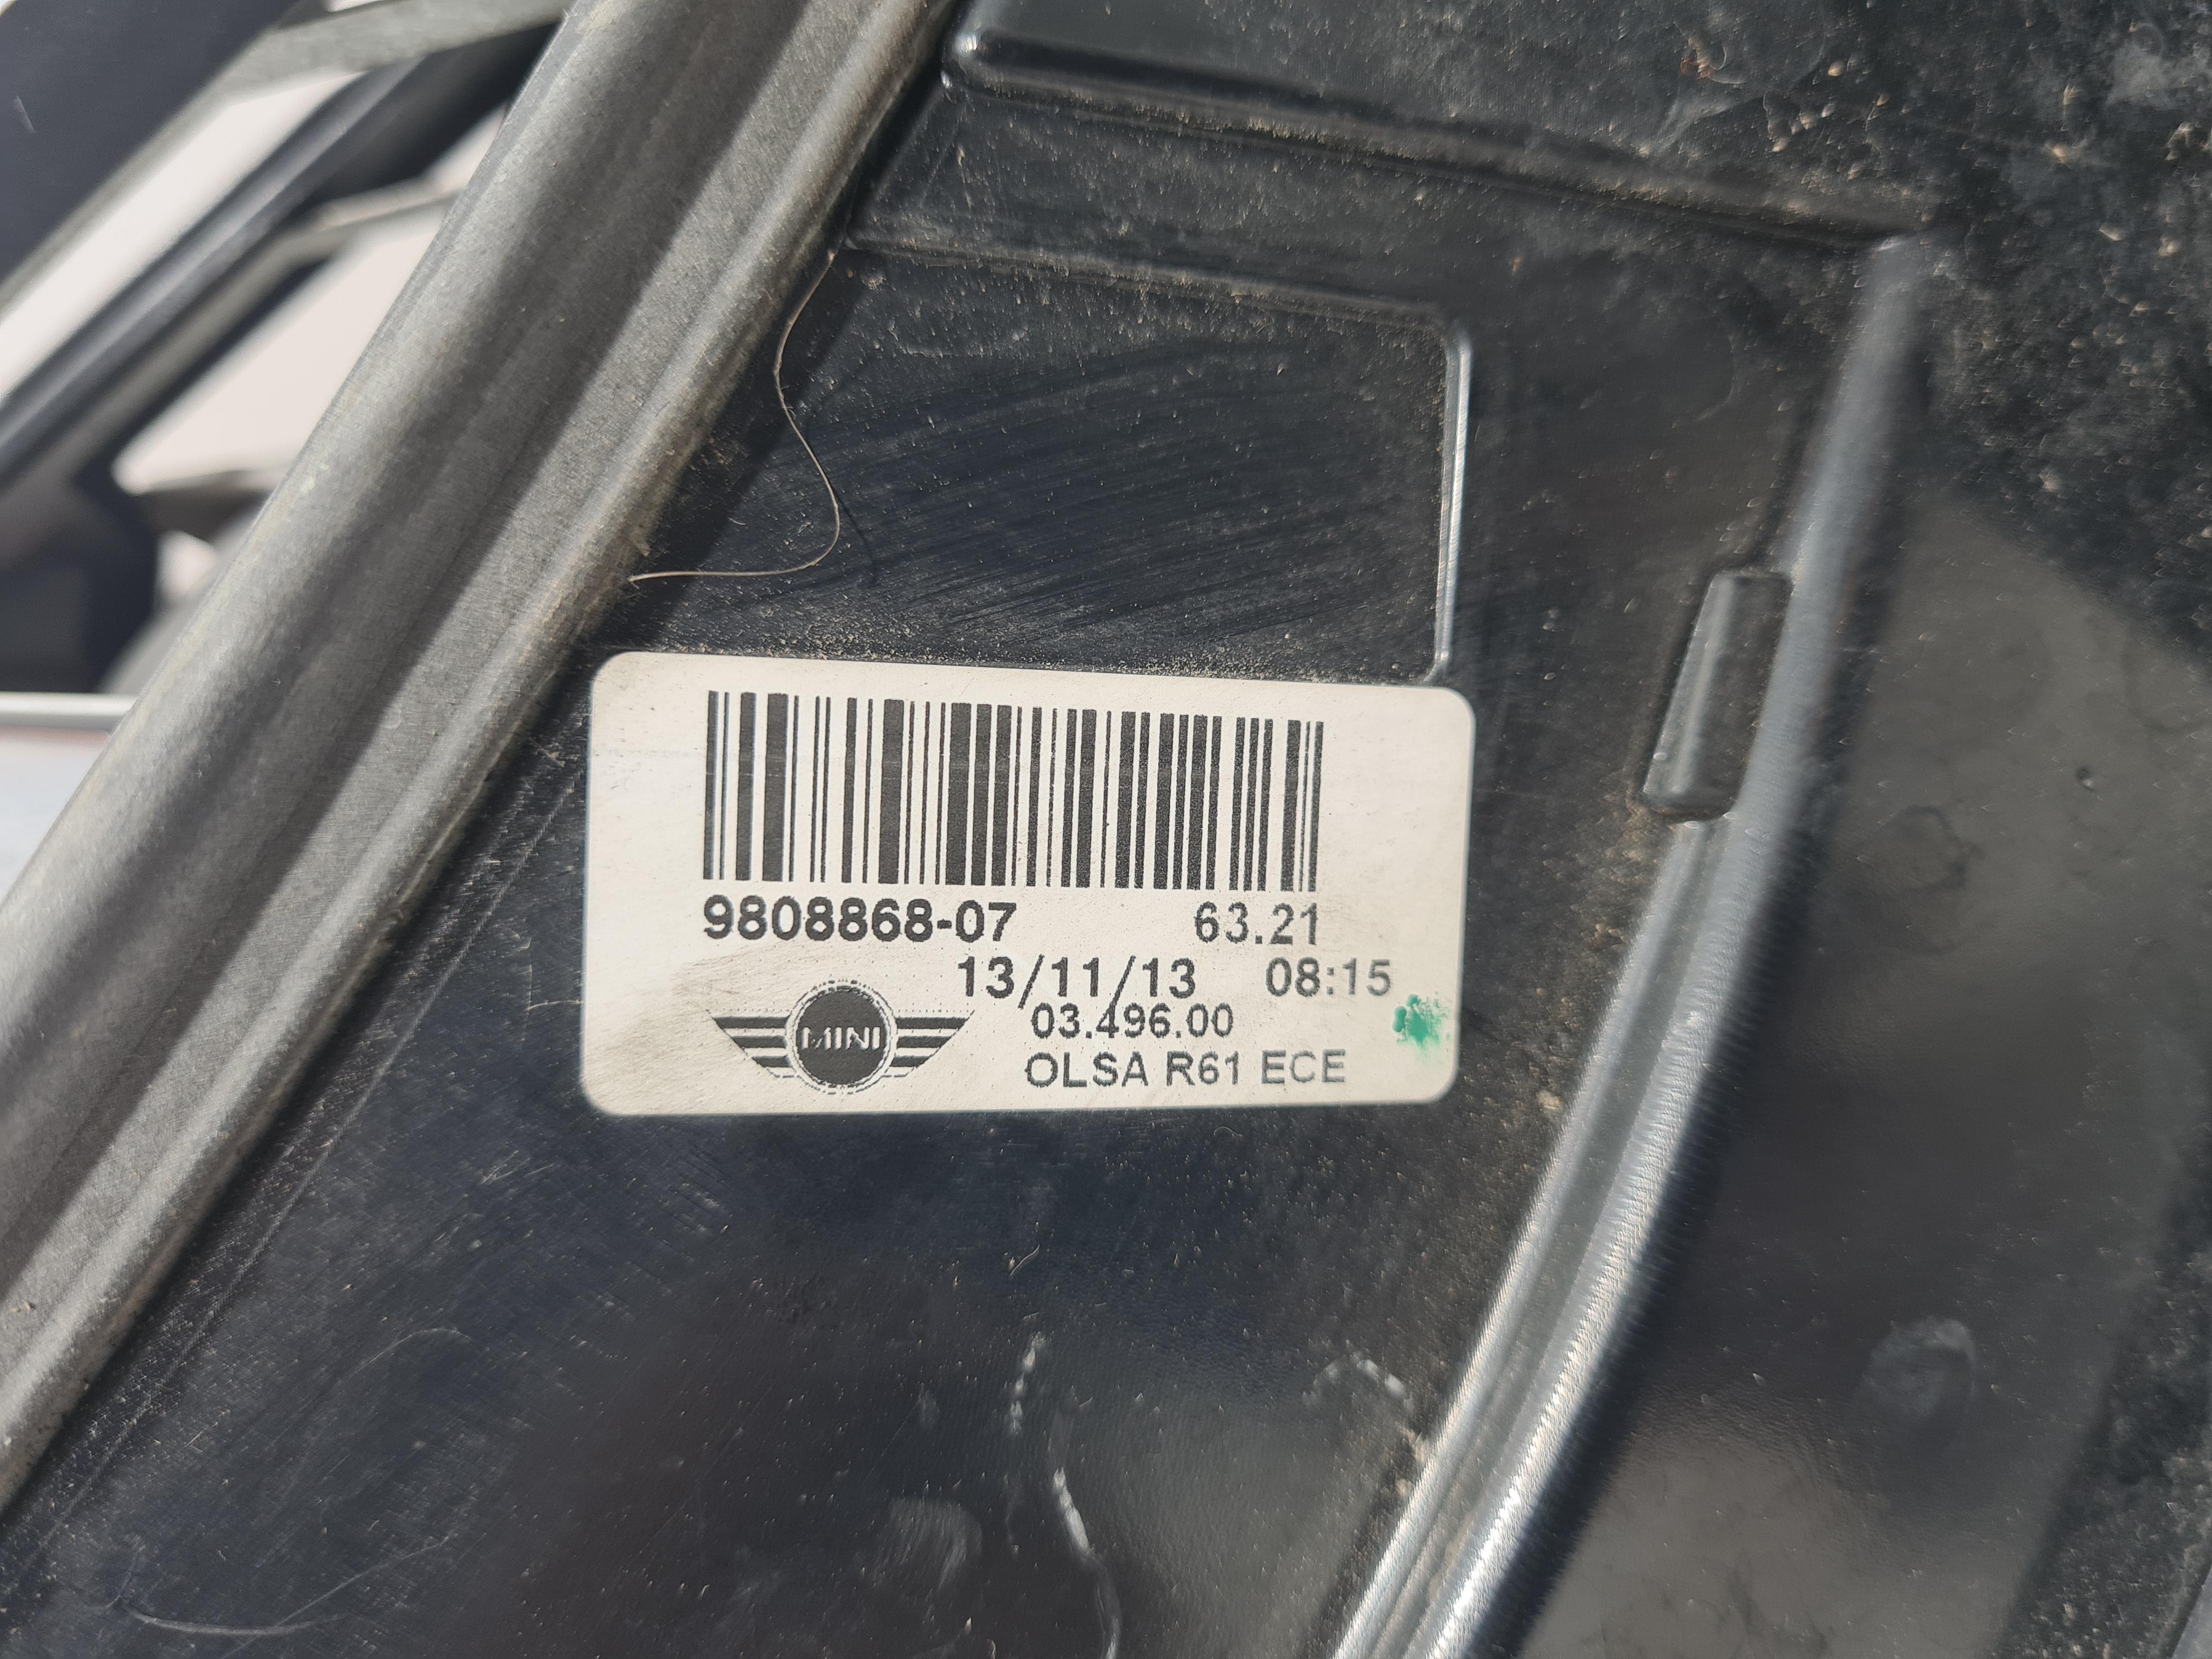 9808868-07 63.21
13/11/13 08:15
03.496.00
MINI
OLSA R61 ECE